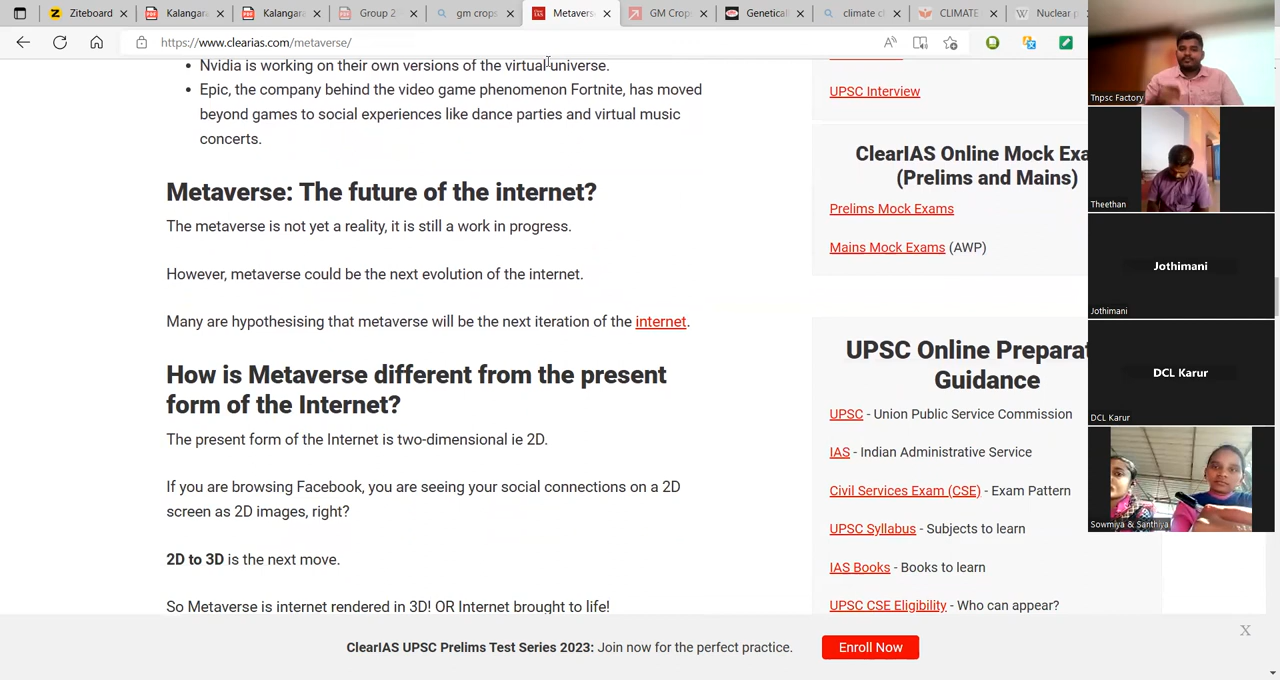 Ziteboard
Kalangara
Kalangara
Group 2
gm crops
Metavers
GM Crop
Genetical
climate cl
CLIMATE
Nuclear p
https://www.clearias.com/metaverse/
Nvidia is working on their own versions of the virtual universe.
Epic, the company behind the video game phenomenon Fortnite, has moved
beyond games to social experiences like dance parties and virtual music
concerts.
Metaverse: The future of the internet?
The metaverse is not yet a reality, it is still a work in progress.
However, metaverse could be the next evolution of the internet.
Many are hypothesising that metaverse will be the next iteration of the internet.
How is Metaverse different from the present
form of the Internet?
The present form of the Internet is two-dimensional ie 2D.
If you are browsing Facebook, you are seeing your social connections on a 2D
screen as 2D images, right?
2D to 3D is the next move.
So Metaverse is internet rendered in 3D! OR Internet brought to life!
UPSC Interview
ClearIAS Online Mock Exa
(Prelims and Mains)
Prelims Mock Exams
Mains Mock Exams (AWP)
UPSC Online Preparat
Guidance
UPSC - Union Public Service Commission
IAS - Indian Administrative Service
Civil Services Exam (CSE) - Exam Pattern
UPSC Syllabus - Subjects to learn
IAS Books - Books to learn
UPSC CSE Eligibility - Who can appear?
Tnpsc Factory
Theethan
Jothimani
Jothimani
DCL Karur
DCL Karur
Sowmiya & Santhiya
ClearIAS UPSC Prelims Test Series 2023: Join now for the perfect practice.
Enroll Now
X